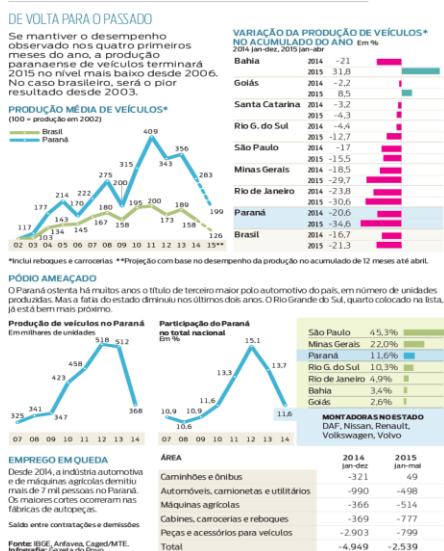 DE VOLTA PARA O PASSADO
Se mantiver o desempenho
observado nos quatro primeiros
meses do ano, a produção
paranaense de veículos terminará
2015 no nível mais baixo desde 2006.
No caso brasileiro, será o pior
resultado desde 2003.
PRODUÇÃO MÉDIA DE VEÍCULOS*
(100 = produção em 2002)
Brasil
Paraná
409
356
343
315
283
275
200
222
214
170
177
117
199
103
134
143
145
180
167
158
195
200
173
189
158
126
02 03 04 05 06 07 08 09 10 11 12 13 14 15**
VARIAÇÃO DA PRODUÇÃO DE VEÍCULOS*
NO ACUMULADO DO ANO Em %
2014 jan-dez, 2015 jan-abr
Bahia 2014 -21
2015 31,8
Goiás 2014 -2,2
2015 8,5
Santa Catarina 2014 -3,2
2015 -4,3
Rio G. do Sul 2014 -4,4
2015 -12,7
São Paulo 2014 -17
2015 -15,5
Minas Gerais 2014 -18,5
2015 -29,7
Rio de Janeiro 2014 -23,8
2015 -30,6
Paraná 2014 -20,6
2015 -34,6
Brasil 2014 -16,7
2015 -21,3
*Inclui reboques e carrocerias **Projeção com base no desempenho da produção no acumulado de 12 meses até abril.
PÓDIO AMEAÇADO
O Paraná ostenta há muitos anos o título de terceiro maior polo automotivo do país, em número de unidades
produzidas. Mas a fatia do estado diminuiu nos últimos dois anos. O Rio Grande do Sul, quarto colocado na lista,
já está bem mais próximo.
Produção de veículos no Paraná
Em milhares de unidades
325
341
347
423
458
518
512
368
07 08 09 10 11 12 13 14
Participação do Paraná
no total nacional
Em %
10,9
10,6
10,9
11,6
13,3
15,1
13,7
11,6
07 08 09 10 11 12 13 14
São Paulo 45,3%
Minas Gerais 22,0%
Paraná 11,6%
Rio G. do Sul 10,3%
Rio de Janeiro 4,9%
Bahia 3,4%
Goiás 2,6%
MONTADORAS NO ESTADO
DAF, Nissan, Renault,
Volkswagen, Volvo
EMPREGO EM QUEDA
Desde 2014, a indústria automotiva
e de máquinas agrícolas demitiu
mais de 7 mil pessoas no Paraná.
Os maiores cortes ocorreram nas
fábricas de autopeças.
Saldo entre contratações e demissões
Fonte: IBGE, Anfavea, Caged/MTE.
Infografia: Gazeta do Povo.
ÁREA 2014 2015
jan-dez jan-mai
Caminhões e ônibus -321 49
Automóveis, camionetas e utilitários -990 -498
Máquinas agrícolas -366 -514
Cabines, carrocerias e reboques -369 -777
Peças e acessórios para veículos -2.903 -799
Total -4.949 -2.539